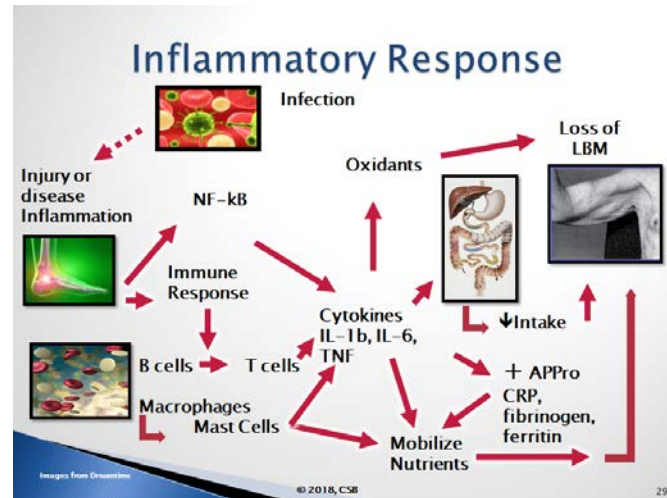 Inflammatory Response
Infection
Loss of
LBM
Oxidants
Injury or
disease
Inflammation
NF-kB
Immune
Response
Cytokines
IL-1b, IL-6,
TNF
↓Intake
B cells
T cells
+ APPro
CRP,
fibrinogen,
ferritin
Macrophages
Mast Cells
Mobilize
Nutrients
Images from Dreamtime
© 2018, CSB
29